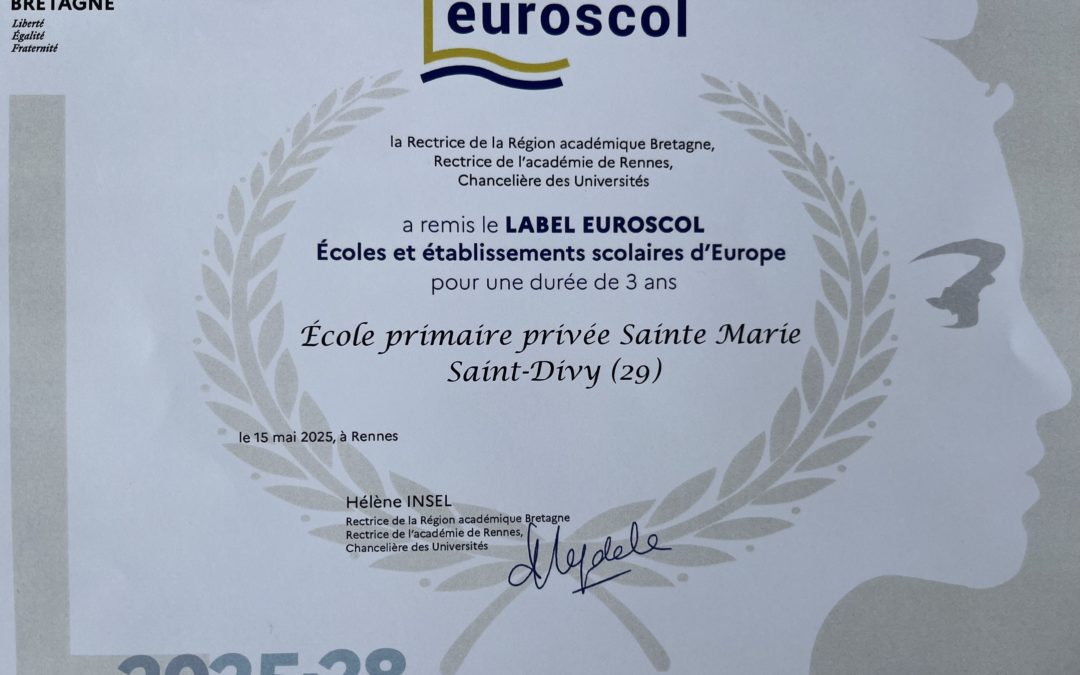 BRETAGNE
Liberté
Égalité
Fraternité
euroscol
la Rectrice de la Région académique Bretagne,
Rectrice de l'académie de Rennes,
Chancelière des Universités
a remis le LABEL EUROSCOL
Écoles et établissements scolaires d'Europe
pour une durée de 3 ans
École primaire privée Sainte Marie
Saint-Divy (29)
le 15 mai 2025, à Rennes
Hélène INSEL
Rectrice de la Région académique Bretagne
Rectrice de l'académie de Rennes,
Chancelière des Universités
2025-28